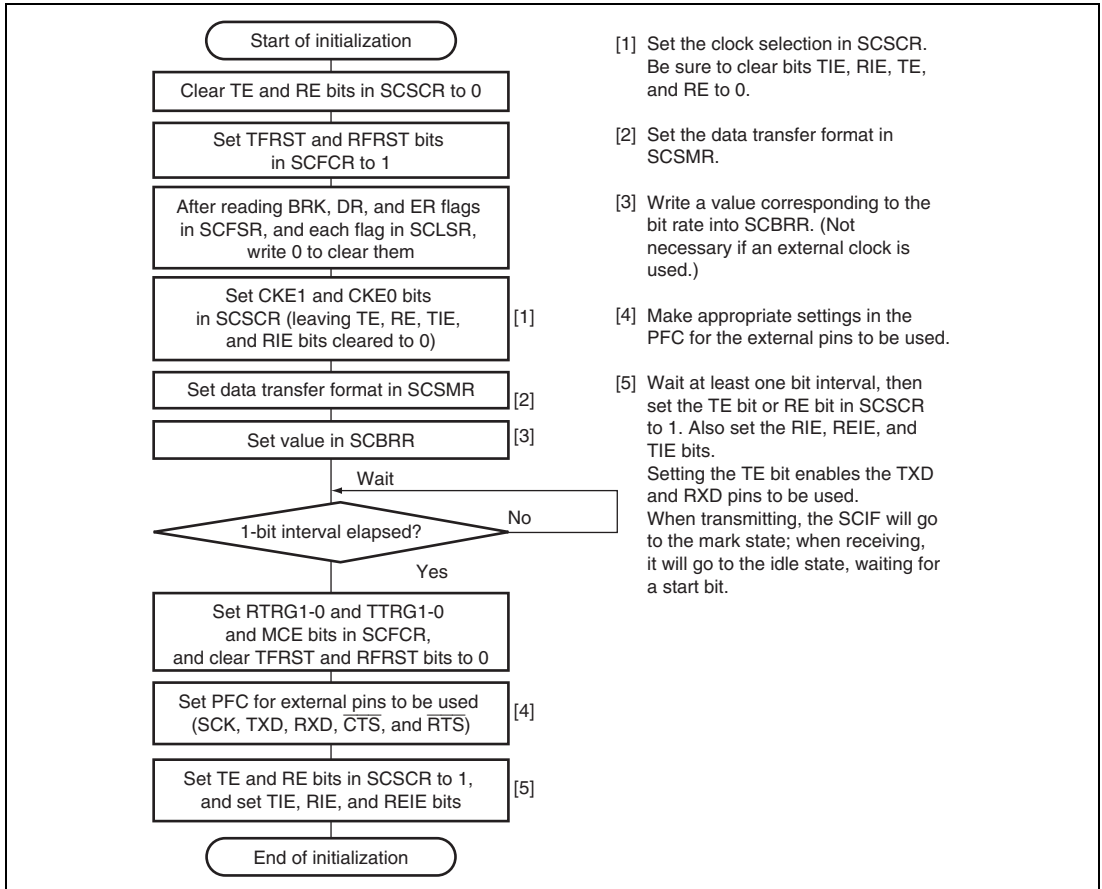 Start of initialization
Clear TE and RE bits in SCSCR to 0
Set TFRST and RFRST bits
in SCFCR to 1
After reading BRK, DR, and ER flags
in SCFSR, and each flag in SCLSR,
write 0 to clear them
Set CKE1 and CKE0 bits
in SCSCR (leaving TE, RE, TIE,
and RIE bits cleared to 0)
[1]
Set data transfer format in SCSMR
[2]
Set value in SCBRR
[3]
Wait
1-bit interval elapsed?
No
Yes
Set RTRG1-0 and TTRG1-0
and MCE bits in SCFCR,
and clear TFRST and RFRST bits to 0
Set PFC for external pins to be used
(SCK, TXD, RXD, C̅T̅S̅, and R̅T̅S̅)
[4]
Set TE and RE bits in SCSCR to 1,
and set TIE, RIE, and REIE bits
[5]
End of initialization
[1] Set the clock selection in SCSCR.
Be sure to clear bits TIE, RIE, TE,
and RE to 0.
[2] Set the data transfer format in
SCSMR.
[3] Write a value corresponding to the
bit rate into SCBRR. (Not
necessary if an external clock is
used.)
[4] Make appropriate settings in the
PFC for the external pins to be used.
[5] Wait at least one bit interval, then
set the TE bit or RE bit in SCSCR
to 1. Also set the RIE, REIE, and
TIE bits.
Setting the TE bit enables the TXD
and RXD pins to be used.
When transmitting, the SCIF will go
to the mark state; when receiving,
it will go to the idle state, waiting for
a start bit.